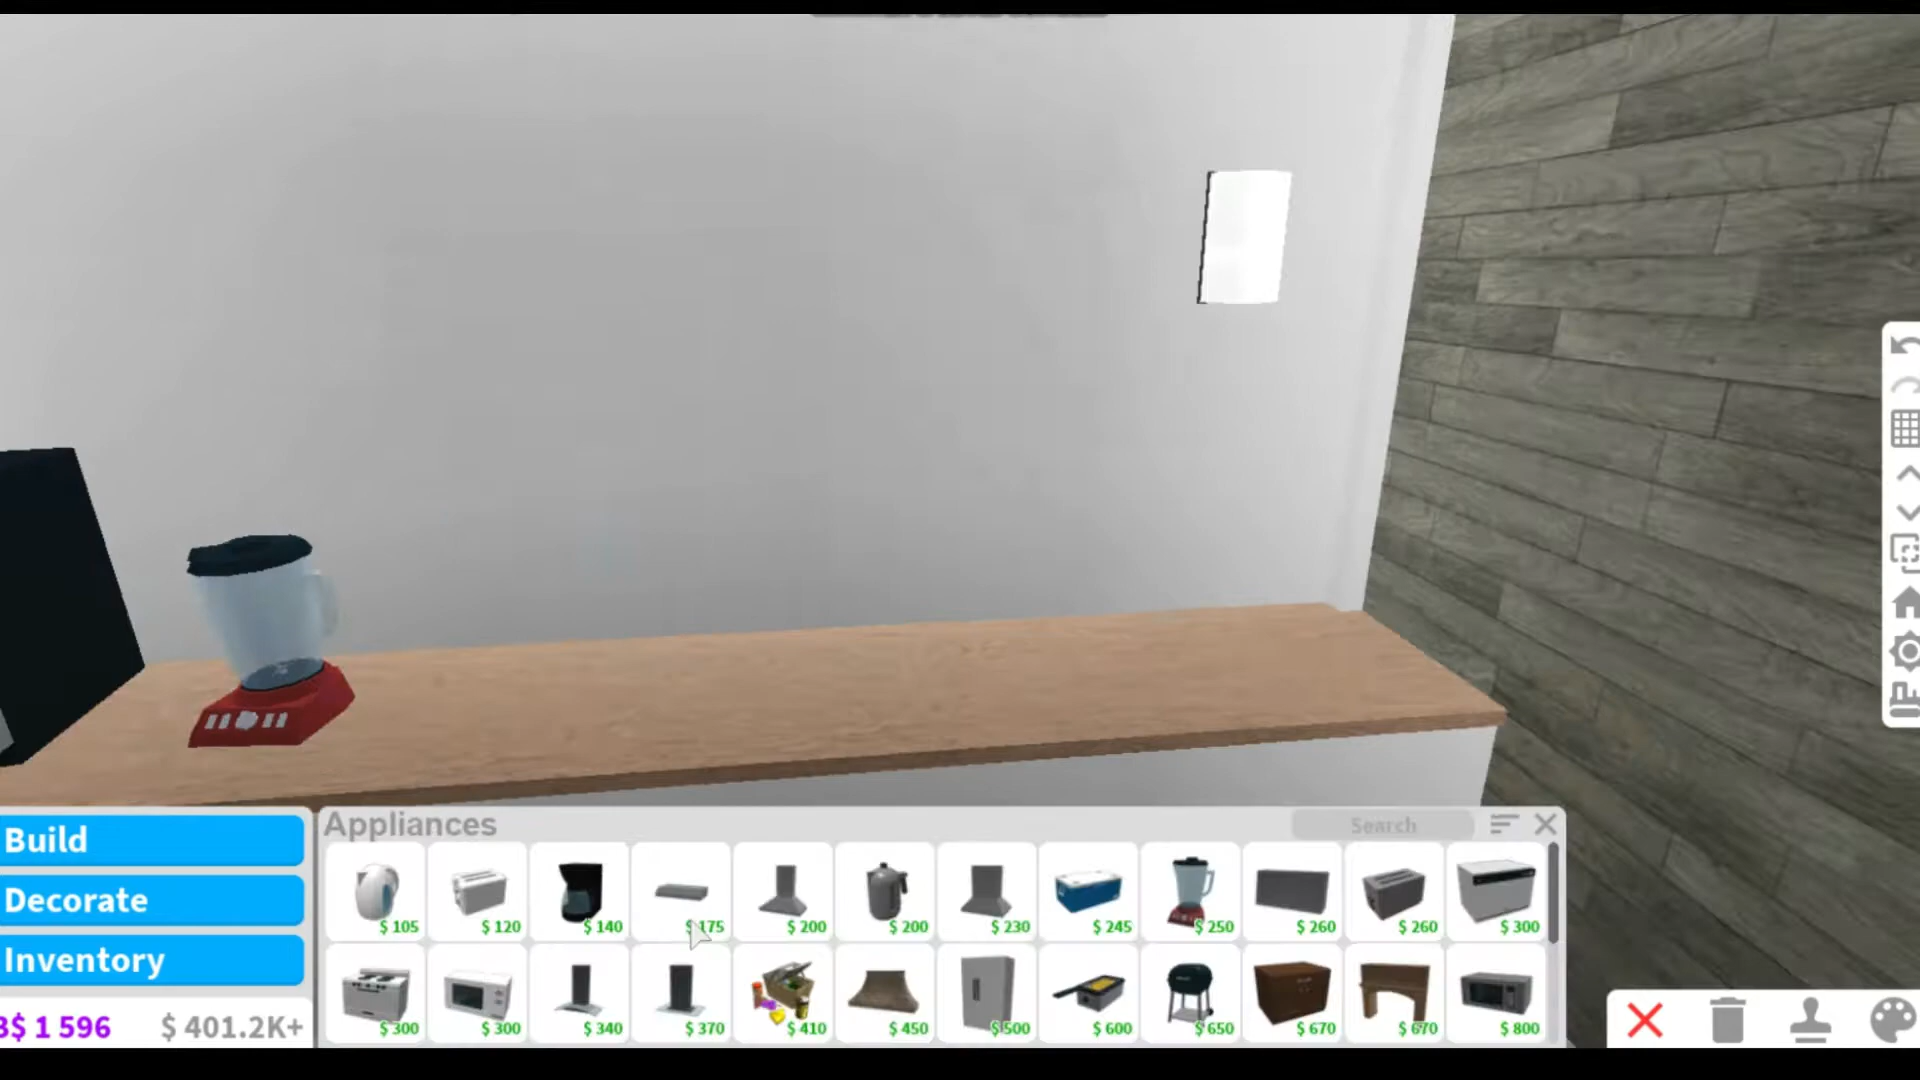 Build
Decorate
Inventory
B$ 1 596 $ 401.2K+
Appliances
Search
$ 105 $ 120 $ 140 $ 175 $ 200 $ 200 $ 230 $ 245 $ 250 $ 260 $ 260 $ 300
$ 300 $ 300 $ 340 $ 370 $ 410 $ 450 $ 500 $ 600 $ 650 $ 670 $ 670 $ 800